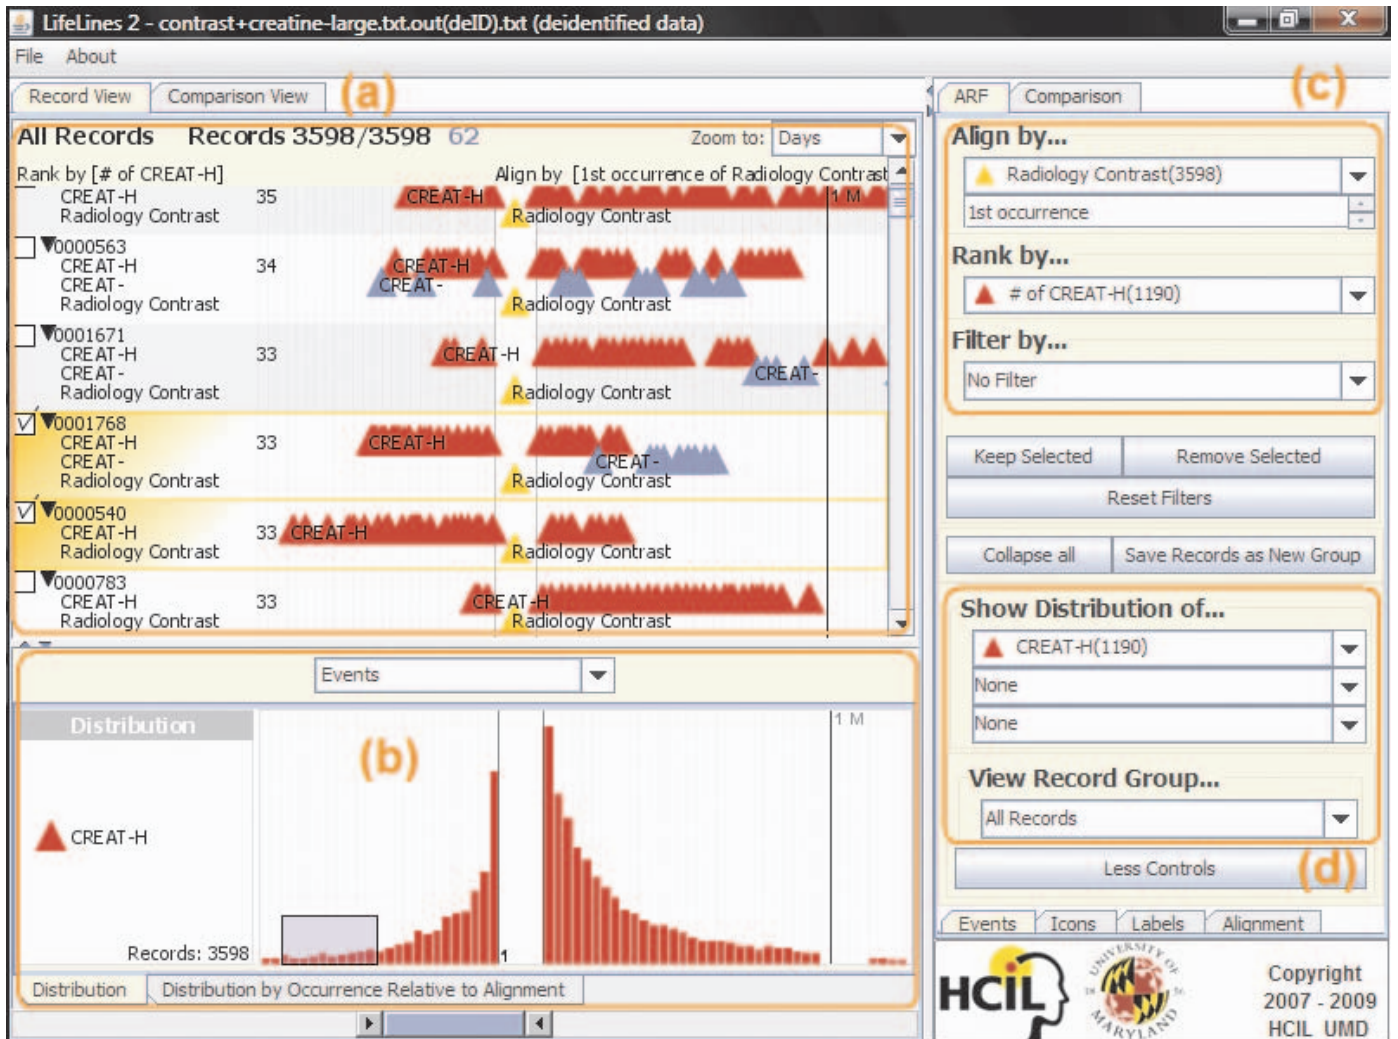 LifeLines 2 - contrast+creatine-large.txt.out(deID).txt (deidentified data)
File About
Record View Comparison View (a)
All Records Records 3598/3598 62 Zoom to: Days
Rank by [# of CREAT-H] Align by [1st occurrence of Radiology Contrast
CREAT-H 35 CREAT-H 1 M
Radiology Contrast Radiology Contrast
0000563
CREAT-H 34 CREAT-H
CREAT- CREAT-
Radiology Contrast Radiology Contrast
0001671
CREAT-H 33 CREAT-H
CREAT- CREAT-
Radiology Contrast Radiology Contrast
0001768
CREAT-H 33 CREAT-H
CREAT- CREAT-
Radiology Contrast Radiology Contrast
0000540
CREAT-H 33 CREAT-H
Radiology Contrast Radiology Contrast
0000783
CREAT-H 33 CREAT-H
Radiology Contrast Radiology Contrast
Events
Distribution 1 M
(b)
CREAT-H
Records: 3598 1
Distribution Distribution by Occurrence Relative to Alignment
ARF Comparison (c)
Align by...
Radiology Contrast(3598)
1st occurrence
Rank by...
# of CREAT-H(1190)
Filter by...
No Filter
Keep Selected Remove Selected
Reset Filters
Collapse all Save Records as New Group
Show Distribution of...
CREAT-H(1190)
None
None
View Record Group...
All Records
Less Controls (d)
Events Icons Labels Alignment
HCIL
UNIVERSITY OF
18 56
MARYLAND
Copyright
2007 - 2009
HCIL UMD